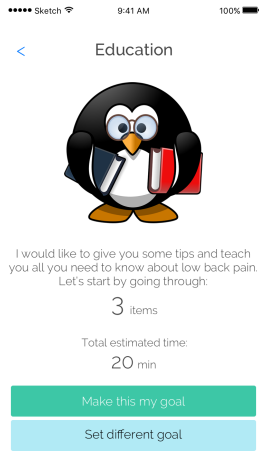 Sketch 9:41 AM 100%
< Education
I would like to give you some tips and teach
you all you need to know about low back pain.
Let's start by going through:
3 items
Total estimated time:
20 min
Make this my goal
Set different goal